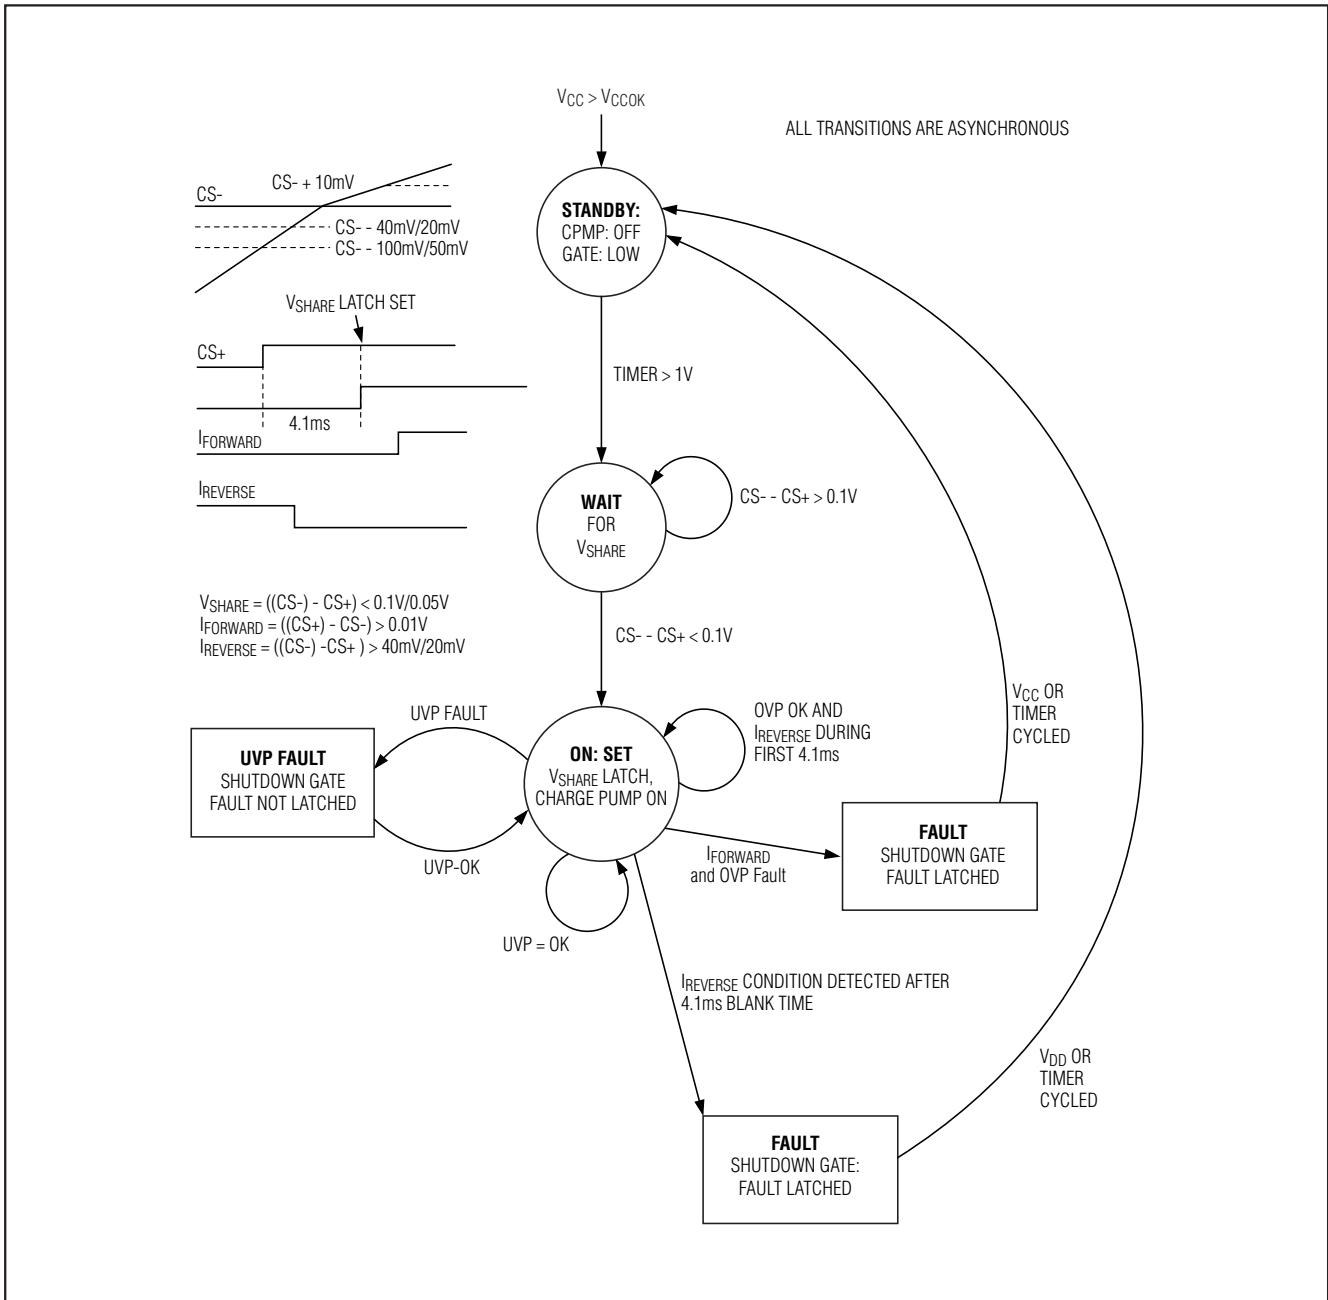 VCC > VCCOK
ALL TRANSITIONS ARE ASYNCHRONOUS
CS- + 10mV
CS-
CS- - 40mV/20mV
CS- - 100mV/50mV
STANDBY:
CPMP: OFF
GATE: LOW
VSHARE LATCH SET
CS+
4.1ms
IFORWARD
IREVERSE
TIMER > 1V
WAIT
FOR
VSHARE
CS- - CS+ > 0.1V
VSHARE = ((CS-) - CS+) < 0.1V/0.05V
IFORWARD = ((CS+) - CS-) > 0.01V
IREVERSE = ((CS-) -CS+ ) > 40mV/20mV
CS- - CS+ < 0.1V
UVP FAULT
OVP OK AND
IREVERSE DURING
FIRST 4.1ms
VCC OR
TIMER
CYCLED
UVP FAULT
SHUTDOWN GATE
FAULT NOT LATCHED
ON: SET
VSHARE LATCH,
CHARGE PUMP ON
FAULT
SHUTDOWN GATE
FAULT LATCHED
IFORWARD
and OVP Fault
UVP-OK
UVP = OK
IREVERSE CONDITION DETECTED AFTER
4.1ms BLANK TIME
VDD OR
TIMER
CYCLED
FAULT
SHUTDOWN GATE:
FAULT LATCHED